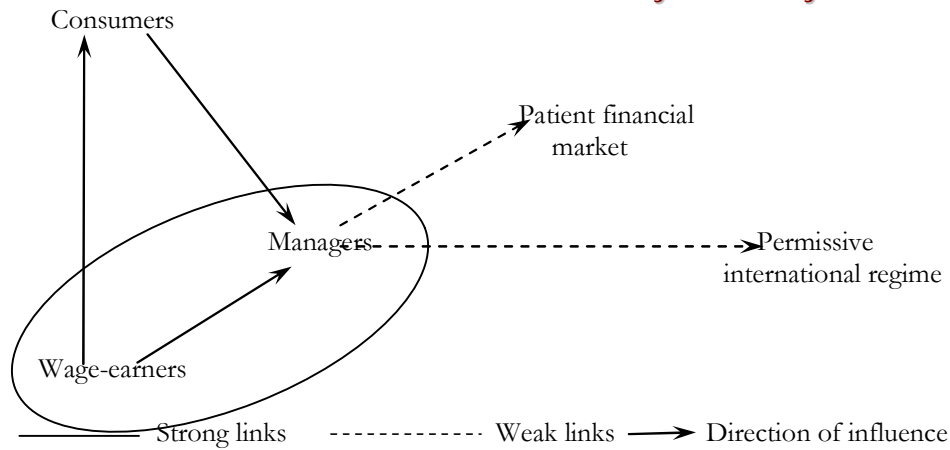 Consumers
Patient financial
market
Managers
Permissive
international regime
Wage-earners
Strong links
Weak links
Direction of influence